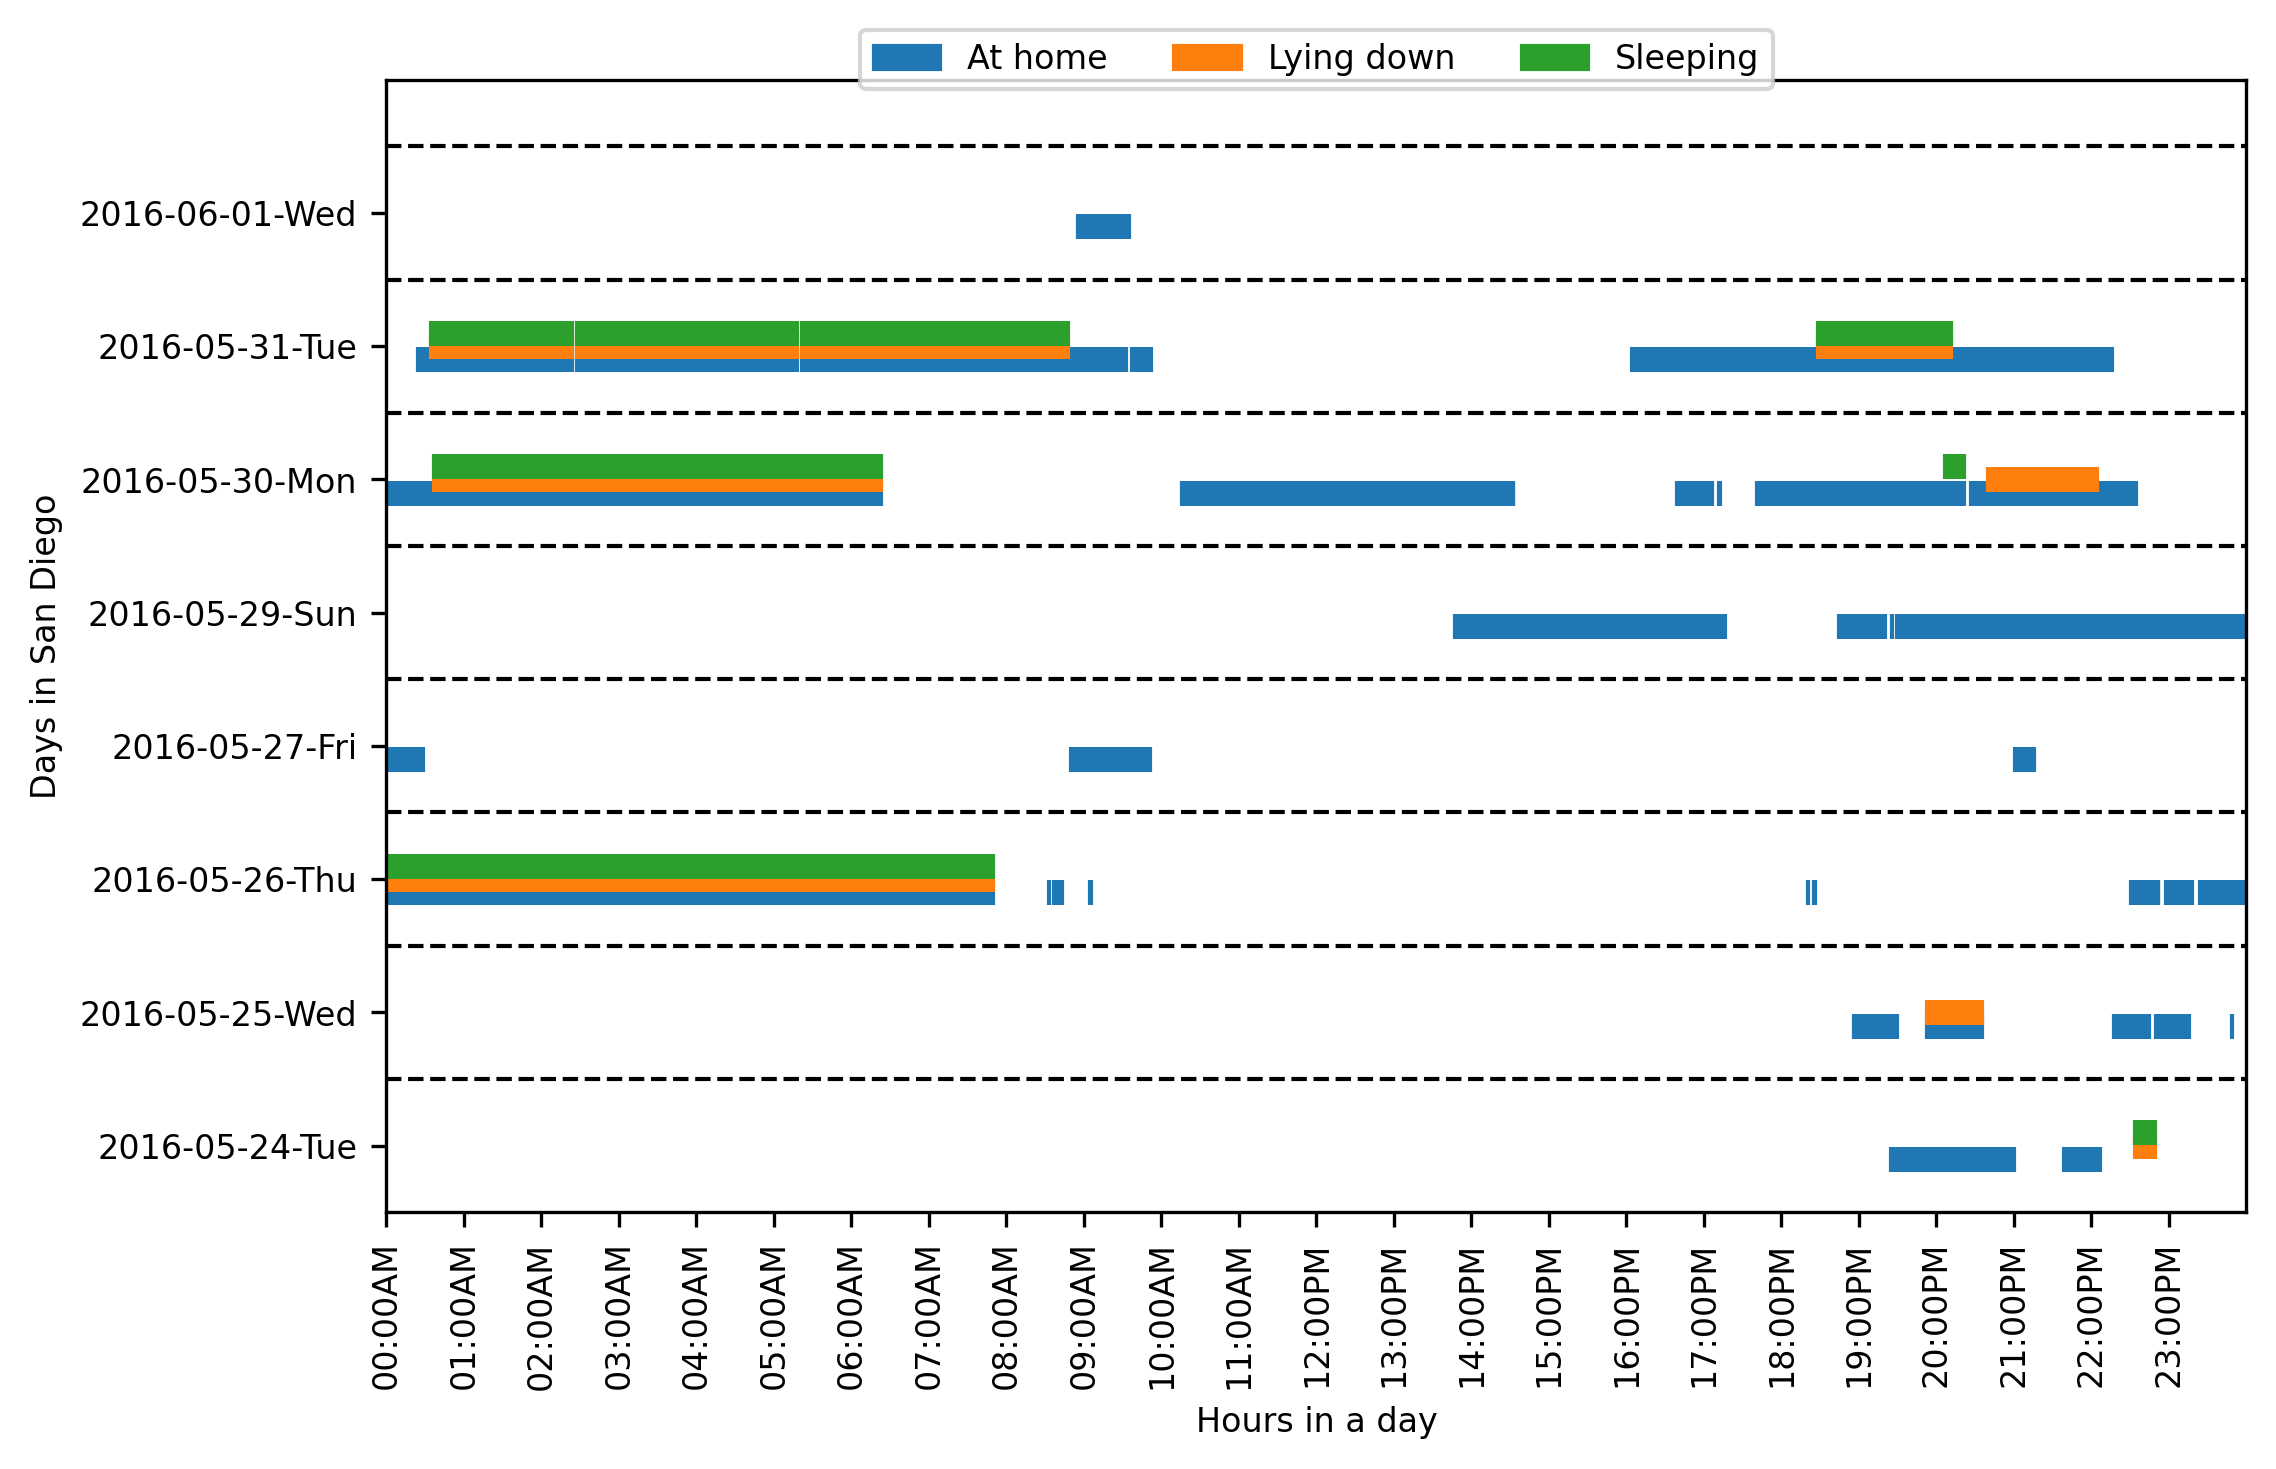 At home Lying down Sleeping
2016-06-01-Wed
2016-05-31-Tue
2016-05-30-Mon
2016-05-29-Sun
2016-05-27-Fri
2016-05-26-Thu
2016-05-25-Wed
2016-05-24-Tue
Days in San Diego
00:00AM
01:00AM
02:00AM
03:00AM
04:00AM
05:00AM
06:00AM
07:00AM
08:00AM
09:00AM
10:00AM
11:00AM
12:00PM
13:00PM
14:00PM
15:00PM
16:00PM
17:00PM
18:00PM
19:00PM
20:00PM
21:00PM
22:00PM
23:00PM
Hours in a day